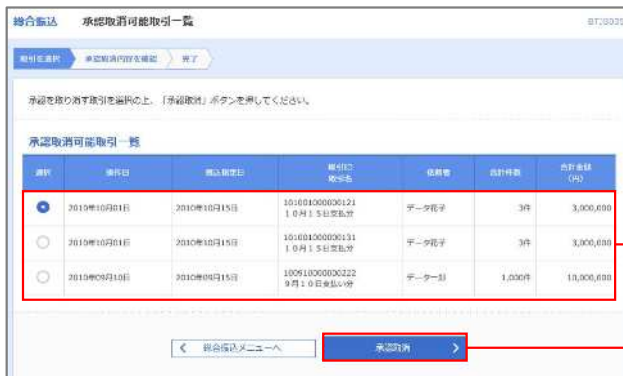 総合振込 承認取消可能取引一覧
取引を選択 承認取消内容を確認 完了
承認を取り消す取引を選択の上、「承認取消」ボタンを押してください。
承認取消可能取引一覧
選択 操作日 振込指定日 取引ID 依頼者 合計件数 合計金額
取引名 (円)
2010年10月01日 2010年10月15日 101001000000121 データ花子 3件 3,000,000
10月15日支払分
2010年10月01日 2010年10月15日 101001000000131 データ花子 3件 3,000,000
10月15日支払分
2010年09月10日 2010年09月15日 100910000000222 データ一郎 1,000件 10,000,000
9月10日支払い分
総合振込メニューへ 承認取消